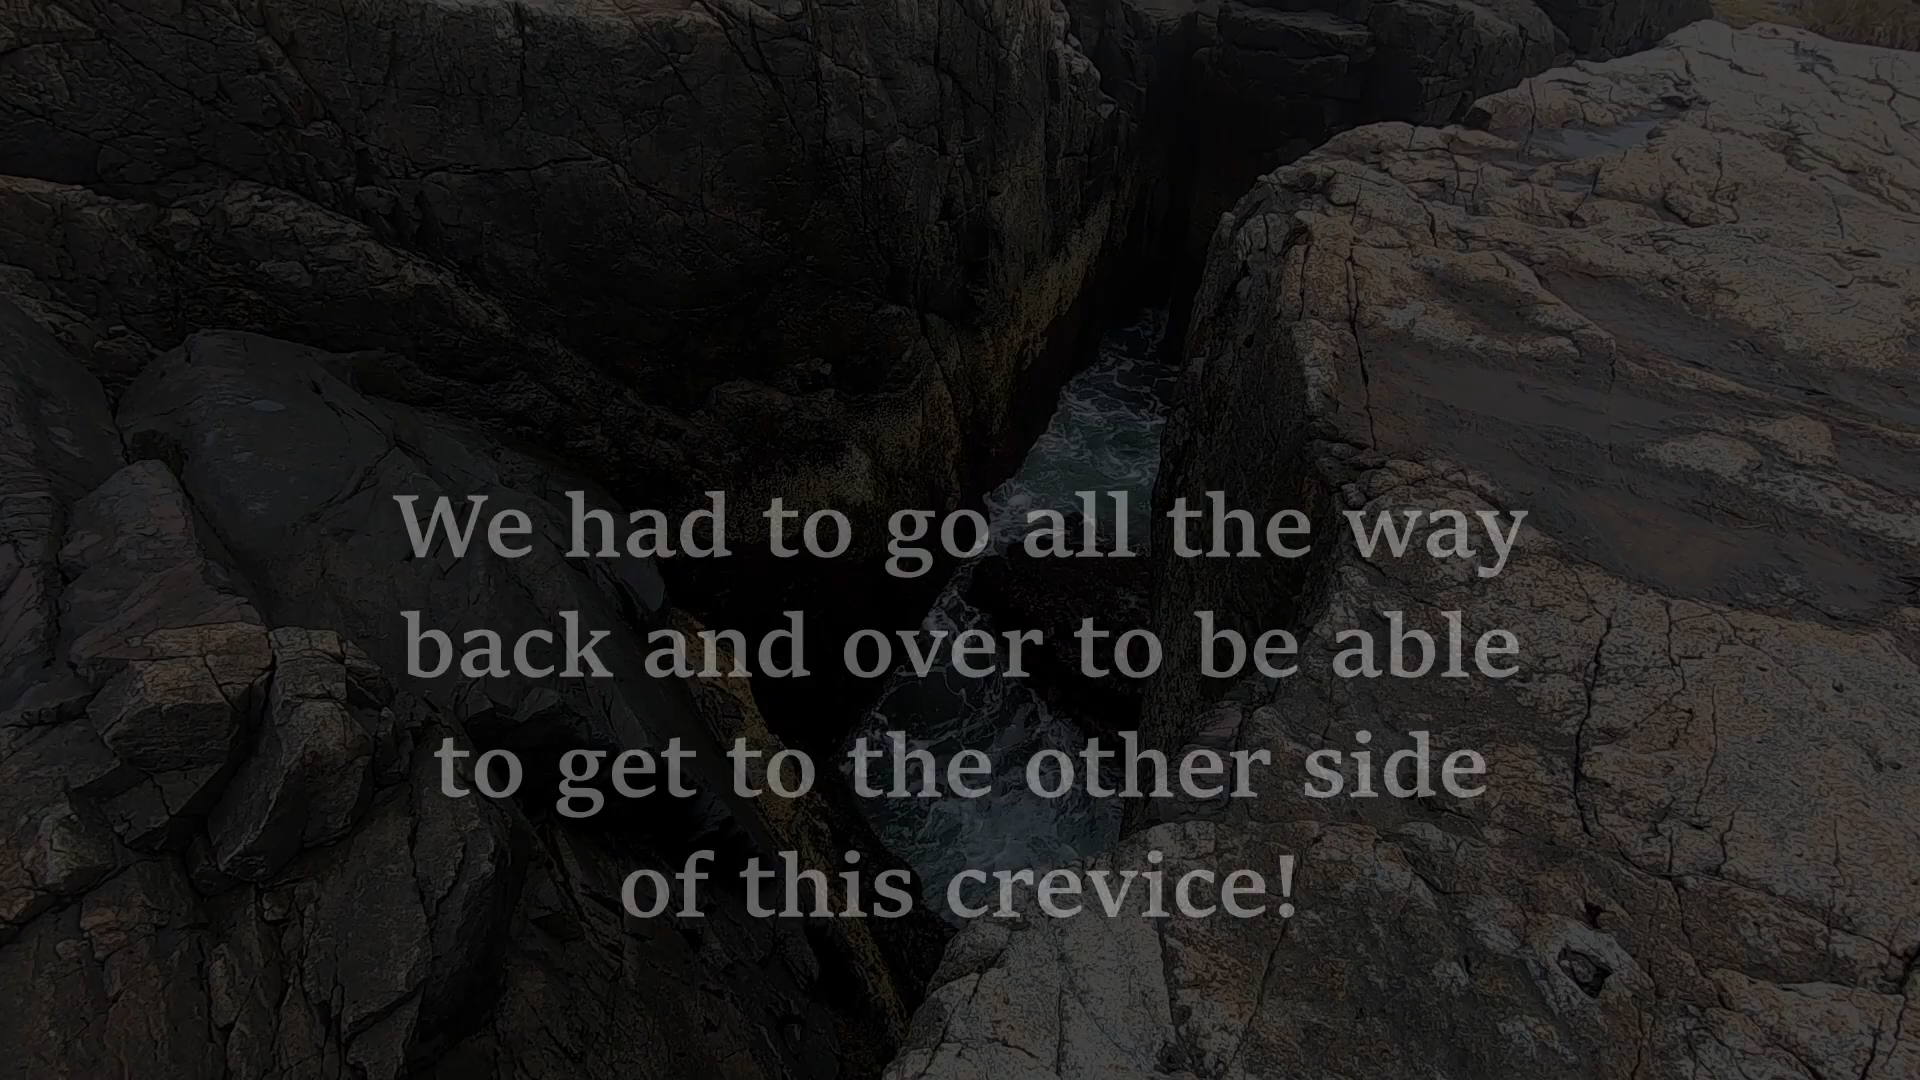 We had to go all the way
back and over to be able
to get to the other side
of this crevice!